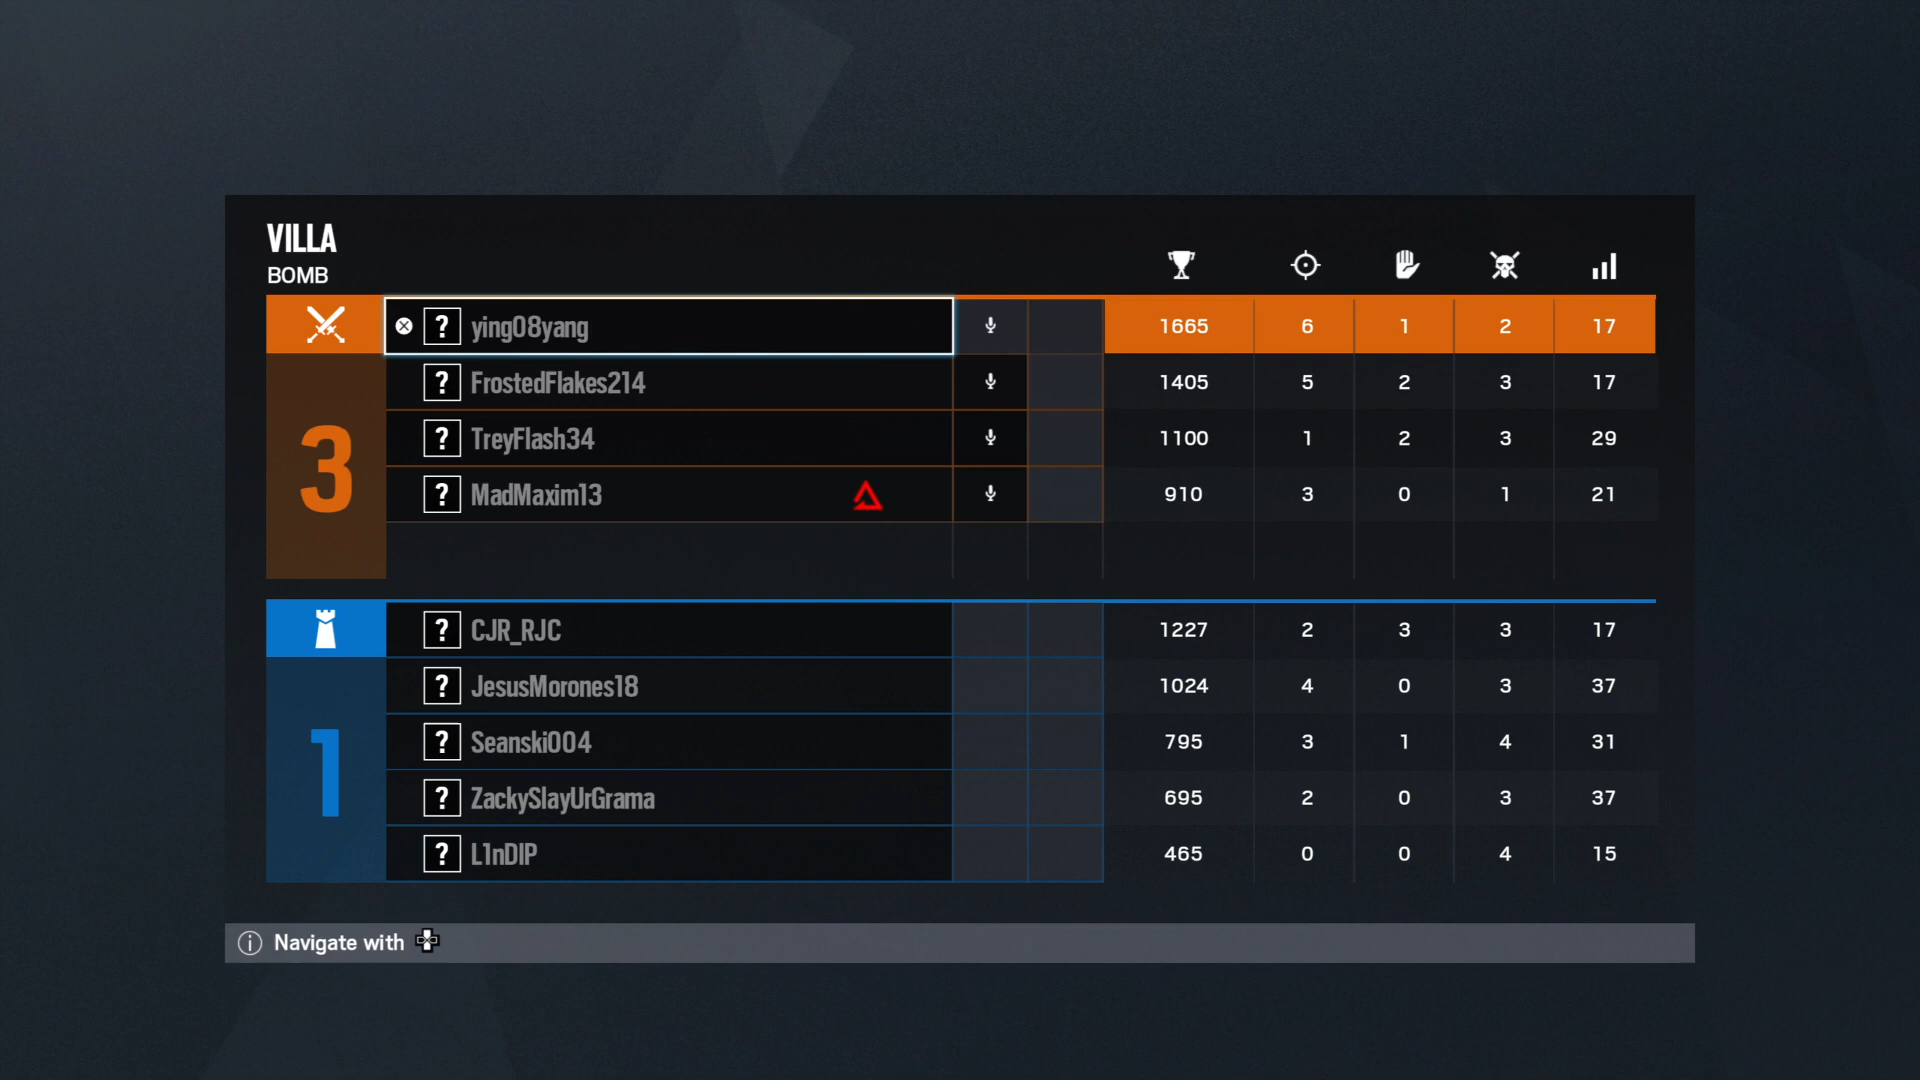 VILLA
BOMB
? ying08yang 1665 6 1 2 17
? FrostedFlakes214 1405 5 2 3 17
? TreyFlash34 1100 1 2 3 29
3
? MadMaxim13 910 3 0 1 21
? CJR_RJC 1227 2 3 3 17
? JesusMorones18 1024 4 0 3 37
? Seanski004 795 3 1 4 31
1
? ZackySlayUrGrama 695 2 0 3 37
? L1nDIP 465 0 0 4 15
Navigate with